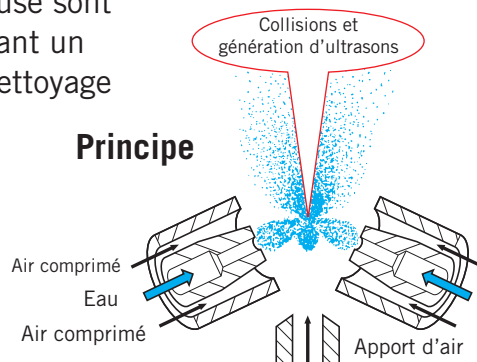 use sont
ant un
ettoyage
Collisions et
génération d'ultrasons
Principe
Air comprimé
Eau
Air comprimé
Apport d'air